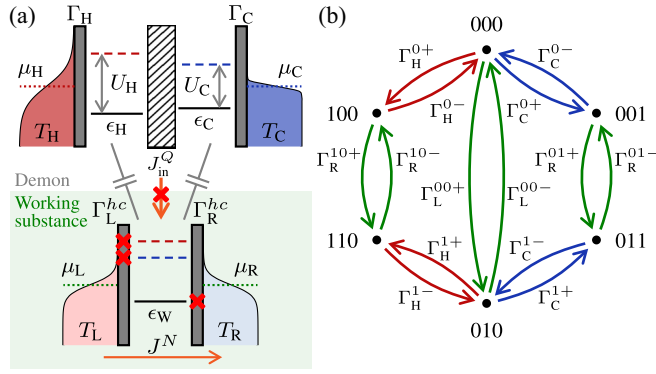 (a)
Γ_H
Γ_C
μ_H
U_H
U_C
μ_C
T_H
ϵ_H
ϵ_C
T_C
Demon
J_in^Q
Working
substance
Γ_L^{hc}
Γ_R^{hc}
μ_L
μ_R
T_L
ϵ_W
T_R
J^N
(b)
000
Γ_H^{0+}
Γ_C^{0-}
Γ_H^{0-}
Γ_C^{0+}
100
001
Γ_R^{10+}
Γ_R^{10-}
Γ_L^{00+}
Γ_L^{00-}
Γ_R^{01+}
Γ_R^{01-}
110
011
Γ_H^{1+}
Γ_C^{1-}
Γ_H^{1-}
Γ_C^{1+}
010